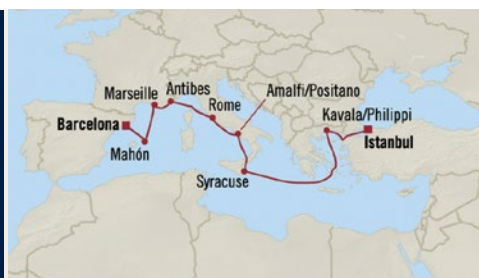 Antibes
Amalfi/Positano
Marseille
Rome
Kavala/Philippi
Barcelona
Istanbul
Mahón
Syracuse